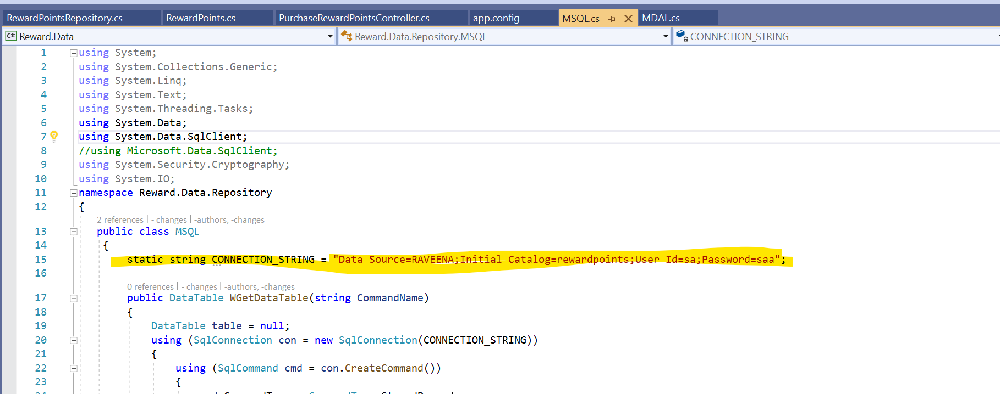 RewardPointsRepository.cs RewardPoints.cs PurchaseRewardPointsController.cs app.config MSQL.cs MDAL.cs
C# Reward.Data Reward.Data.Repository.MSQL CONNECTION_STRING
1 using System;
2 using System.Collections.Generic;
3 using System.Linq;
4 using System.Text;
5 using System.Threading.Tasks;
6 using System.Data;
7 using System.Data.SqlClient;
8 //using Microsoft.Data.SqlClient;
9 using System.Security.Cryptography;
10 using System.IO;
11 namespace Reward.Data.Repository
12 {
2 references | - changes | -authors, -changes
13 public class MSQL
14 {
15 static string CONNECTION_STRING = "Data Source=RAVEENA;Initial Catalog=rewardpoints;User Id=sa;Password=saa";
16
0 references | - changes | -authors, -changes
17 public DataTable WGetDataTable(string CommandName)
18 {
19 DataTable table = null;
20 using (SqlConnection con = new SqlConnection(CONNECTION_STRING))
21 {
22 using (SqlCommand cmd = con.CreateCommand())
23 {